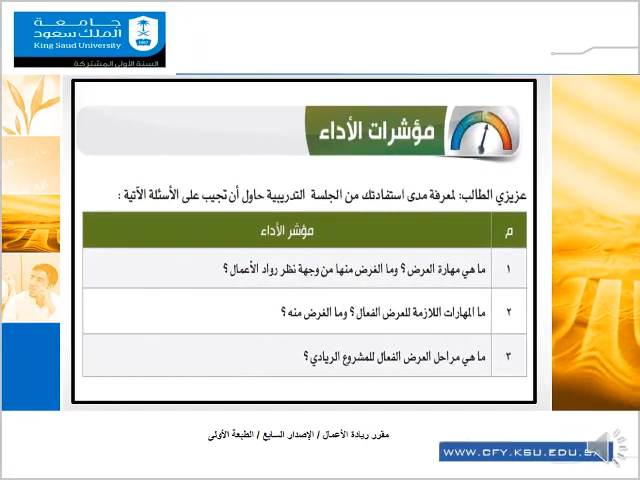 جامعة
الملك سعود
King Saud University
السنة الأولى المشتركة
مؤشرات الأداء
عزيزي الطالب: لمعرفة مدى استفادتك من الجلسة التدريبية حاول أن تجيب على الأسئلة الآتية :
م مؤشر الأداء
١ ما هي مهارة العرض؟ وما الغرض منها من وجهة نظر رواد الأعمال؟
٢ ما المهارات اللازمة للعرض الفعال؟ وما الغرض منه؟
٣ ما هي مراحل العرض الفعال للمشروع الريادي؟
مقرر ريادة الأعمال / الإصدار السابع / الطبعة الأولى
WWW.CFY.KSU.EDU.SA